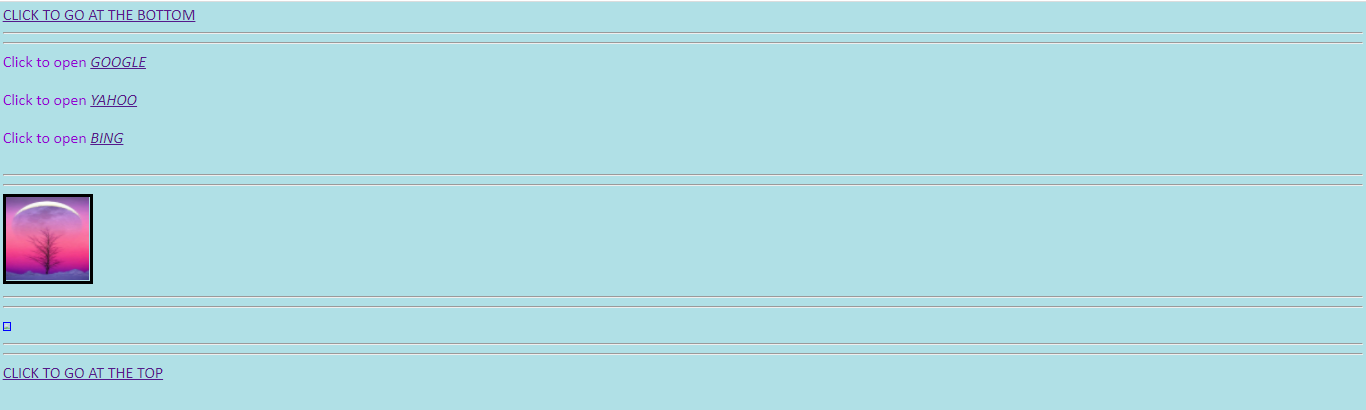 CLICK TO GO AT THE BOTTOM
Click to open GOOGLE
Click to open YAHOO
Click to open BING
CLICK TO GO AT THE TOP